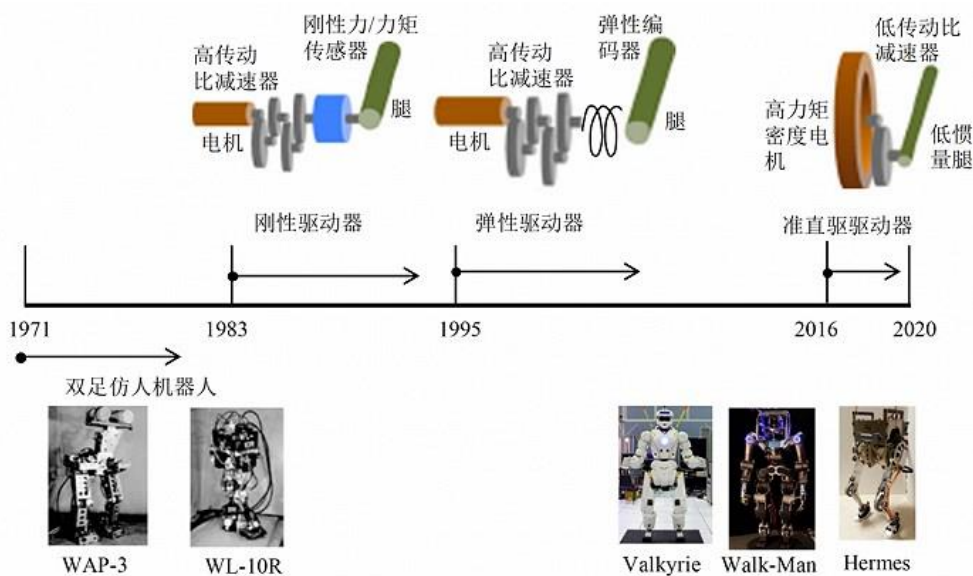 刚性力/力矩
传感器
高传动
比减速器
电机
腿
弹性编
码器
高传动
比减速器
电机
腿
低传动比
减速器
高力矩
密度电
机
低惯
量腿
刚性驱动器
弹性驱动器
准直驱驱动器
1971
1983
1995
2016
2020
双足仿人机器人
WAP-3
WL-10R
Valkyrie
Walk-Man
Hermes